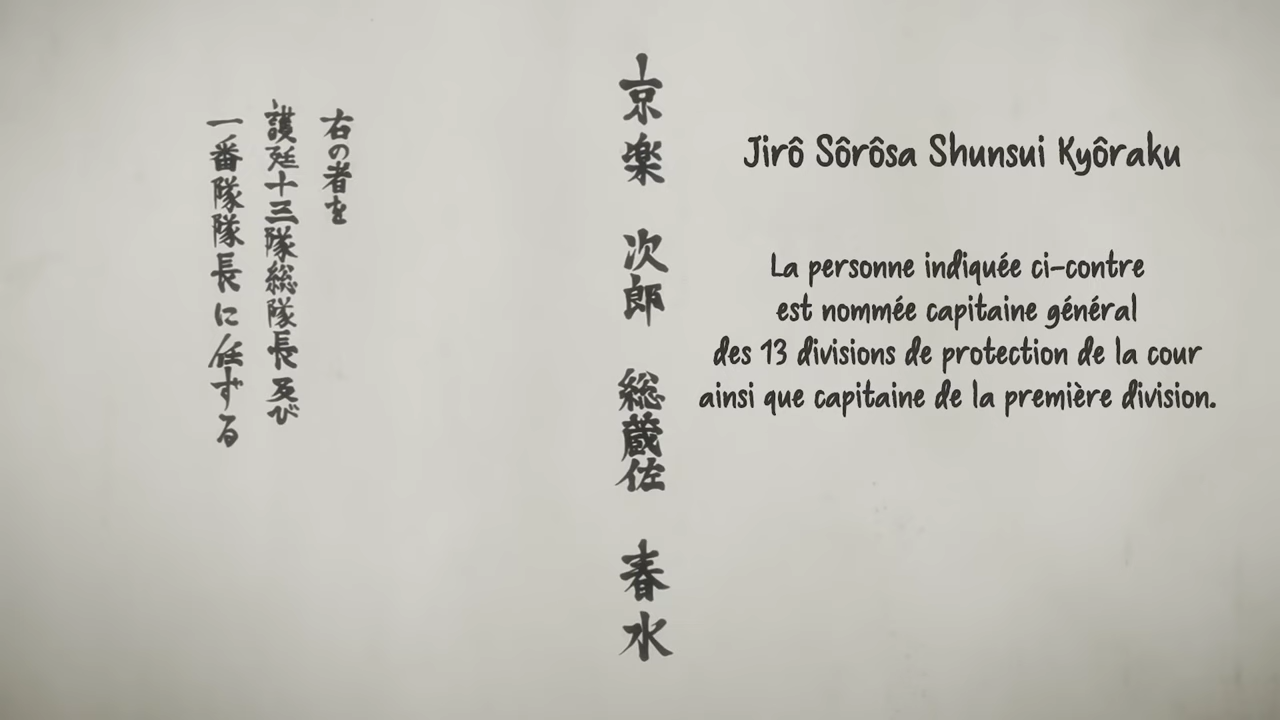 京楽 次郎 総蔵佐 春水
右の者を
護廷十三隊総隊長及び
一番隊隊長に任ずる
Jirô Sôrôsa Shunsui Kyôraku
La personne indiquée ci-contre
est nommée capitaine général
des 13 divisions de protection de la cour
ainsi que capitaine de la première division.